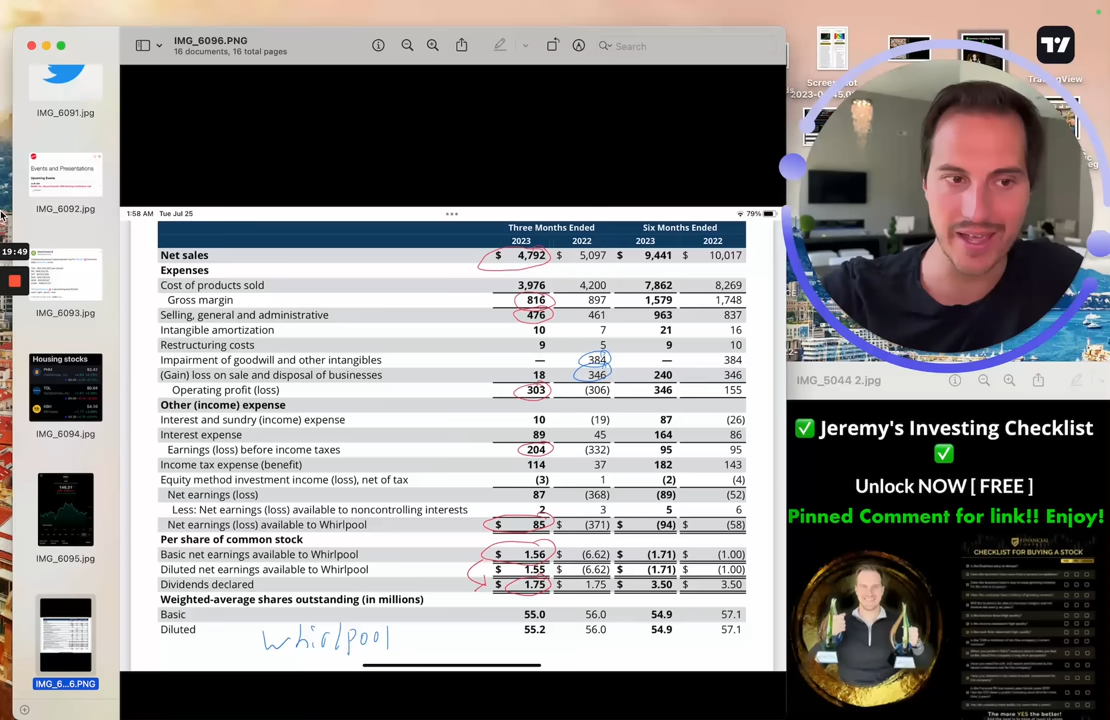 IMG_6096.PNG
16 documents, 16 total pages
Search
IMG_6091.jpg
Events and Presentations
IMG_6092.jpg
19:49
IMG_6093.jpg
Housing stocks
IMG_6094.jpg
IMG_6095.jpg
IMG_6...6.PNG
1:58 AM Tue Jul 25
79%
Three Months Ended Six Months Ended
2023 2022 2023 2022
Net sales $ 4,792 $ 5,097 $ 9,441 $ 10,017
Expenses
Cost of products sold 3,976 4,200 7,862 8,269
Gross margin 816 897 1,579 1,748
Selling, general and administrative 476 461 963 837
Intangible amortization 10 7 21 16
Restructuring costs 9 5 9 10
Impairment of goodwill and other intangibles — 384 — 384
(Gain) loss on sale and disposal of businesses 18 346 240 346
Operating profit (loss) 303 (306) 346 155
Other (income) expense
Interest and sundry (income) expense 10 (19) 87 (26)
Interest expense 89 45 164 86
Earnings (loss) before income taxes 204 (332) 95 95
Income tax expense (benefit) 114 37 182 143
Equity method investment income (loss), net of tax (3) 1 (2) (4)
Net earnings (loss) 87 (368) (89) (52)
Less: Net earnings (loss) available to noncontrolling interests 2 3 5 6
Net earnings (loss) available to Whirlpool $ 85 $ (371) $ (94) $ (58)
Per share of common stock
Basic net earnings available to Whirlpool $ 1.56 $ (6.62) $ (1.71) $ (1.00)
Diluted net earnings available to Whirlpool $ 1.55 $ (6.62) $ (1.71) $ (1.00)
Dividends declared $ 1.75 $ 1.75 $ 3.50 $ 3.50
Weighted-average shares outstanding (in millions)
Basic 55.0 56.0 54.9 57.1
Diluted 55.2 56.0 54.9 57.1
whirlpool
IMG_5044 2.jpg
✅ Jeremy's Investing Checklist
✅
Unlock NOW [ FREE ]
Pinned Comment for link!! Enjoy!
FINANCIAL
CHECKLIST FOR BUYING A STOCK
The more YES the better!